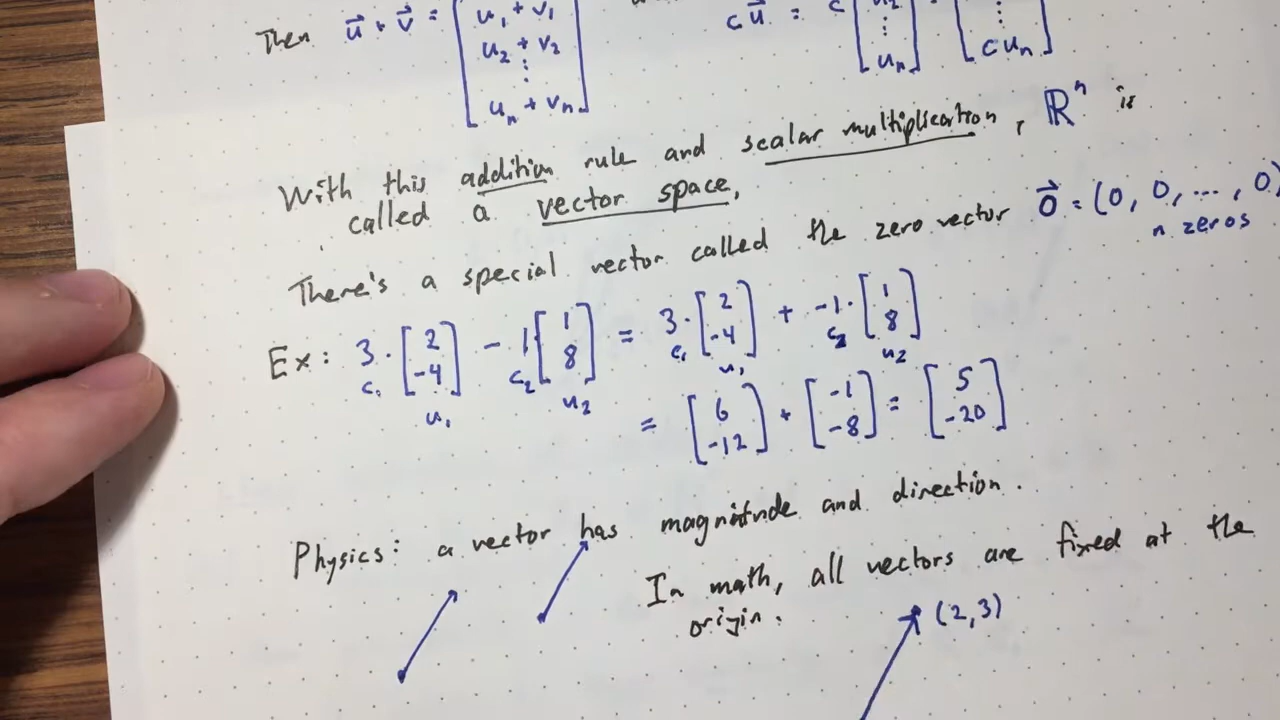 Then u⃗ + v⃗ = [u₁ + v₁ u₂ + v₂ ⋮ uₙ + vₙ]
c u⃗ = c [u₂ ⋮ uₙ] = [⋮ c uₙ]
With this addition rule and scalar multiplication, ℝⁿ is
called a vector space,
There's a special vector called the zero vector 0⃗ = (0, 0, ..., 0)
n zeros
Ex: 3 · [2 -4] - 1 [1 8] = 3 · [2 -4] + -1 · [1 8]
c₁ u₁ c₂ u₂ c₁ u₁ c₂ u₂
= [6 -12] + [-1 -8] = [5 -20]
Physics: a vector has magnitude and direction.
In math, all vectors are fixed at the
origin.
(2,3)